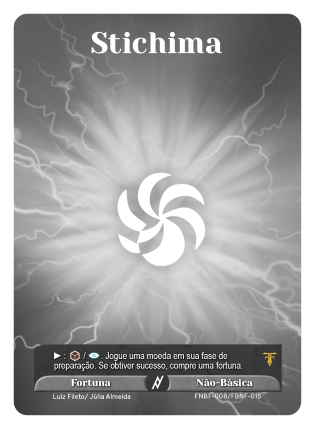 Stichima
▶ : / . Jogue uma moeda em sua fase de
preparação. Se obtiver sucesso, compre uma fortuna.
Fortuna Não-Básica
Luiz Fileto/ Júlia Almeida FNBF-008/FBNF-015